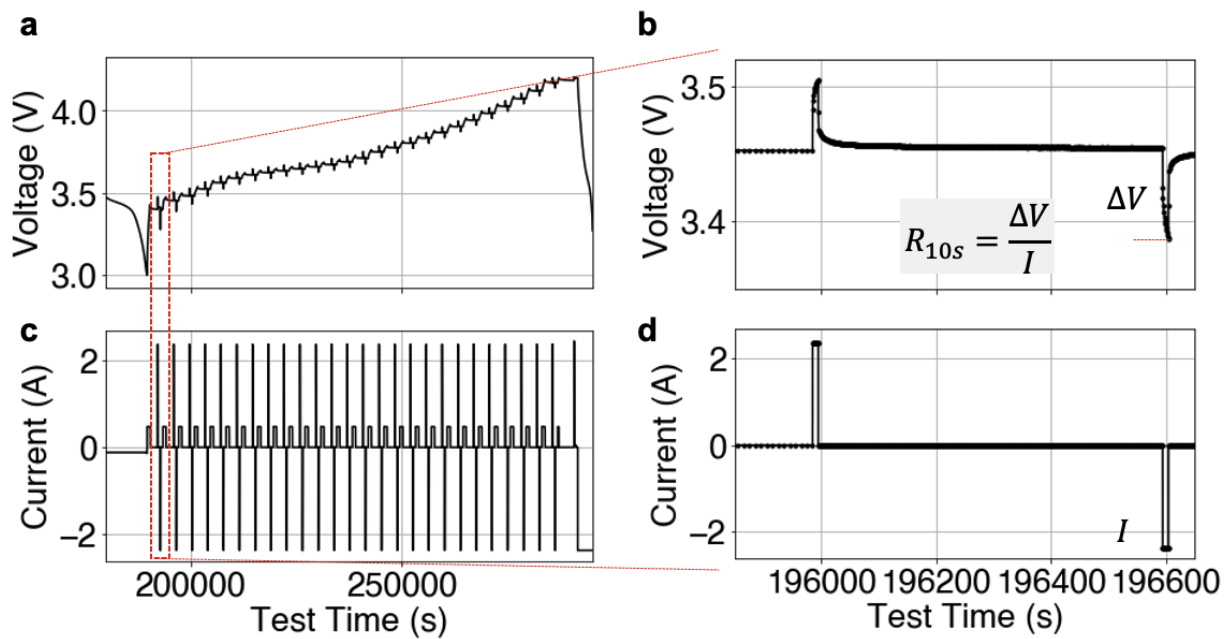 a
b
4.0
3.5
3.0
Voltage (V)
3.5
3.4
Voltage (V)
ΔV
R10s = ΔV / I
c
d
2
0
−2
Current (A)
200000 250000
Test Time (s)
2
0
−2
Current (A)
I
196000 196200 196400 196600
Test Time (s)